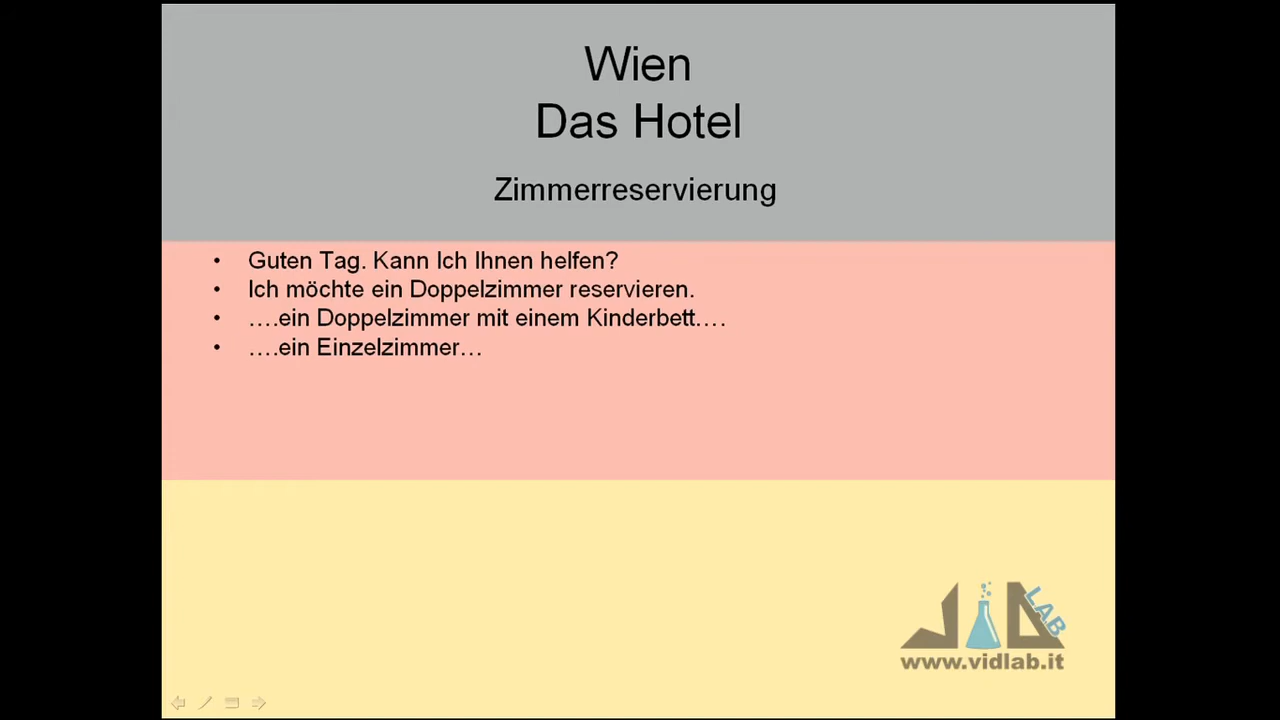 Wien
Das Hotel
Zimmerreservierung
• Guten Tag. Kann Ich Ihnen helfen?
• Ich möchte ein Doppelzimmer reservieren.
• ….ein Doppelzimmer mit einem Kinderbett….
• ….ein Einzelzimmer…
LAB
www.vidlab.it